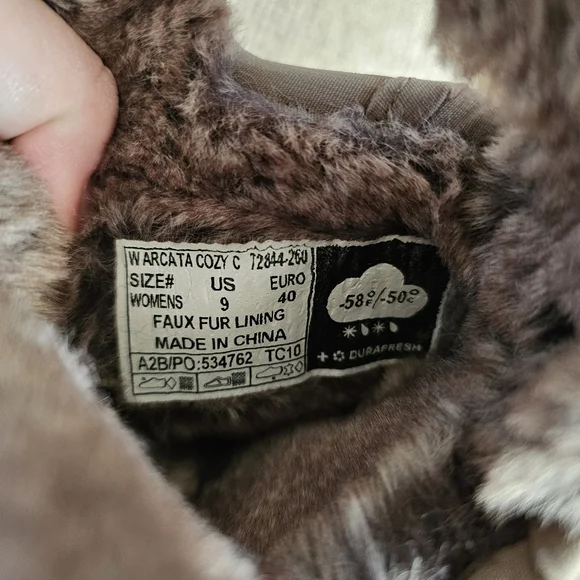 W ARCATA COZY C 72844-260
SIZE# US EURO
WOMENS 9 40
FAUX FUR LINING
MADE IN CHINA
A2B/PO:534762 TC10
-58°F/-50°C
DURAFRESH